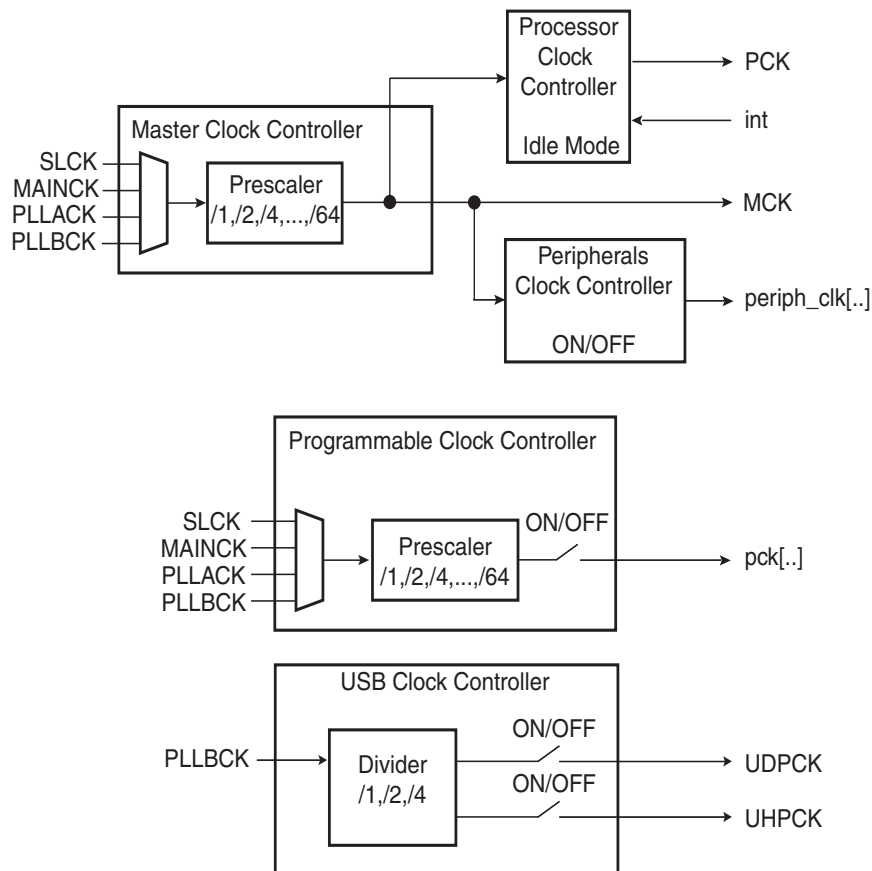 Processor
Clock
Controller
Idle Mode
PCK
int
Master Clock Controller
SLCK
MAINCK
PLLACK
PLLBCK
Prescaler
/1,/2,/4,...,/64
MCK
Peripherals
Clock Controller
ON/OFF
periph_clk[..]
Programmable Clock Controller
SLCK
MAINCK
PLLACK
PLLBCK
Prescaler
/1,/2,/4,...,/64
ON/OFF
pck[..]
USB Clock Controller
PLLBCK
Divider
/1,/2,/4
ON/OFF
UDPCK
ON/OFF
UHPCK